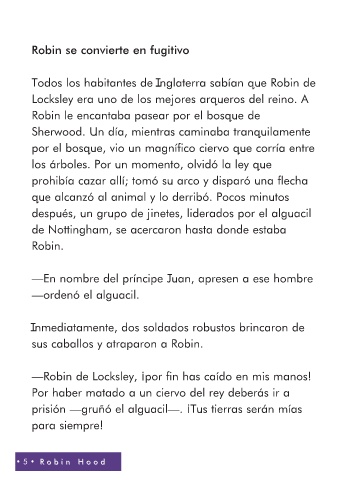 Robin se convierte en fugitivo
Todos los habitantes de Inglaterra sabían que Robin de
Locksley era uno de los mejores arqueros del reino. A
Robin le encantaba pasear por el bosque de
Sherwood. Un día, mientras caminaba tranquilamente
por el bosque, vio un magnífico ciervo que corría entre
los árboles. Por un momento, olvidó la ley que
prohibía cazar allí; tomó su arco y disparó una flecha
que alcanzó al animal y lo derribó. Pocos minutos
después, un grupo de jinetes, liderados por el alguacil
de Nottingham, se acercaron hasta donde estaba
Robin.
—En nombre del príncipe Juan, apresen a ese hombre
—ordenó el alguacil.
Inmediatamente, dos soldados robustos brincaron de
sus caballos y atraparon a Robin.
—Robin de Locksley, ¡por fin has caído en mis manos!
Por haber matado a un ciervo del rey deberás ir a
prisión —gruñó el alguacil—. ¡Tus tierras serán mías
para siempre!
• 5 • Robin Hood